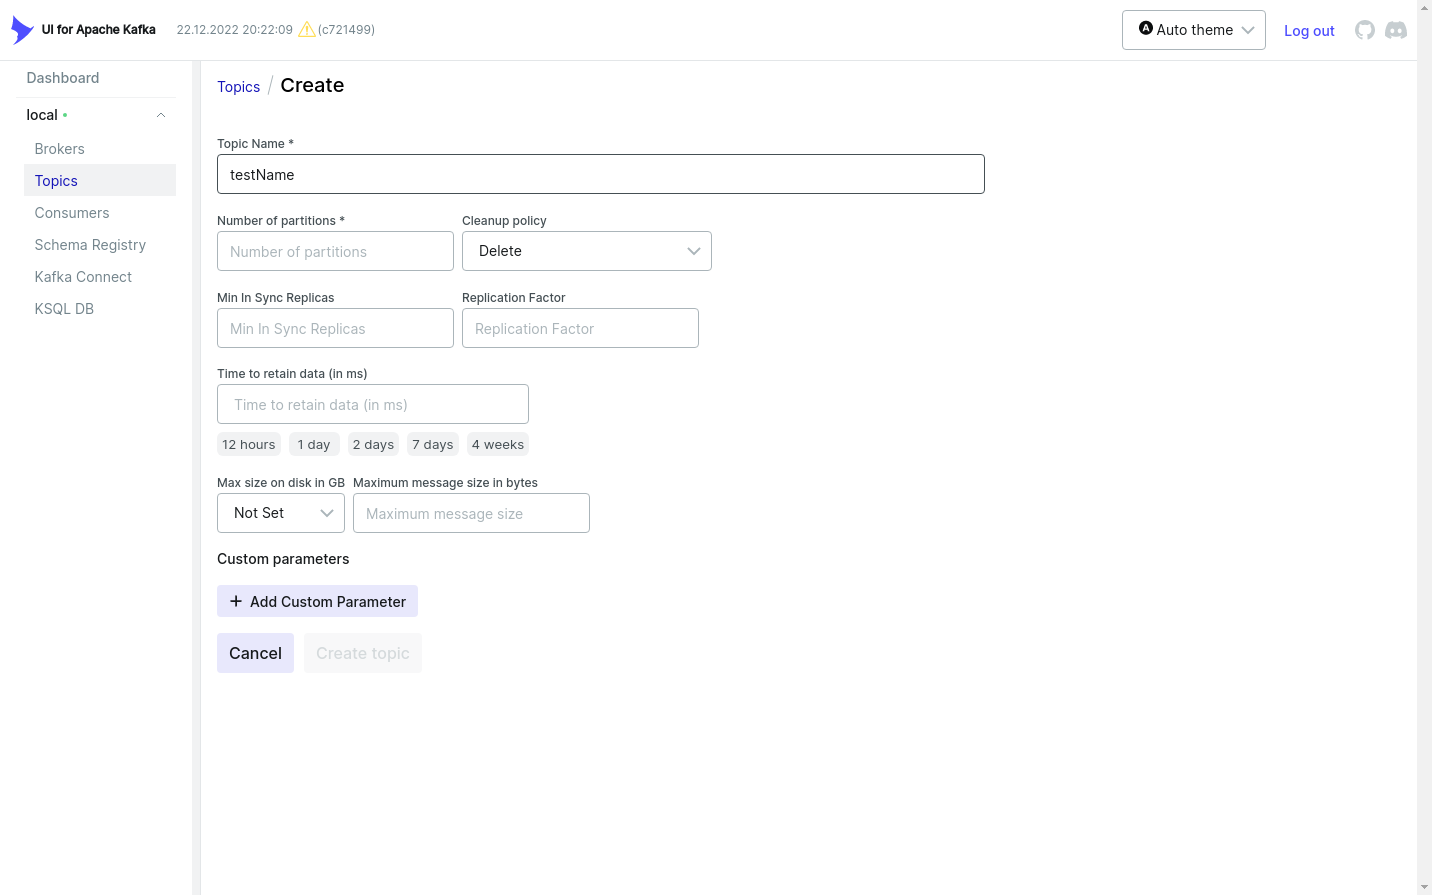 UI for Apache Kafka 22.12.2022 20:22:09 (c721499) Auto theme Log out
Dashboard
local
Brokers
Topics
Consumers
Schema Registry
Kafka Connect
KSQL DB
Topics / Create
Topic Name *
testName
Number of partitions * Cleanup policy
Number of partitions Delete
Min In Sync Replicas Replication Factor
Min In Sync Replicas Replication Factor
Time to retain data (in ms)
Time to retain data (in ms)
12 hours 1 day 2 days 7 days 4 weeks
Max size on disk in GB Maximum message size in bytes
Not Set Maximum message size
Custom parameters
+ Add Custom Parameter
Cancel Create topic